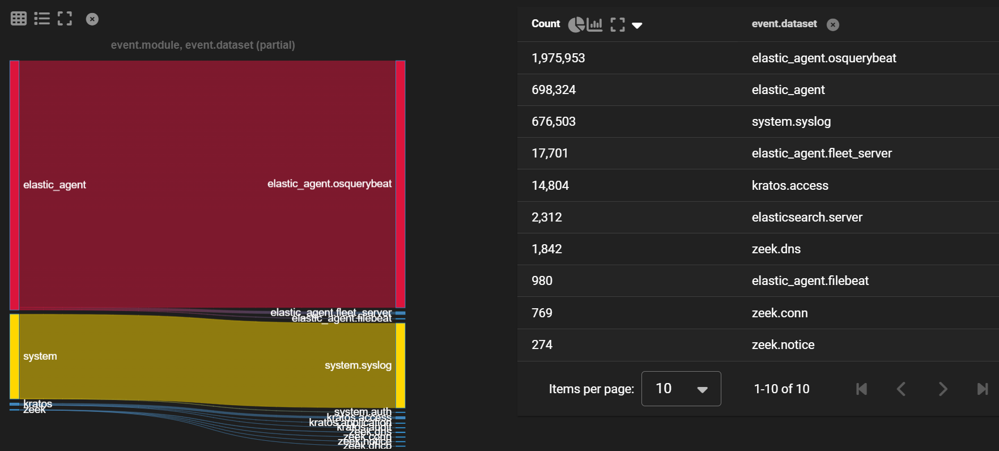 event.module, event.dataset (partial)
elastic_agent
elastic_agent.osquerybeat
elastic_agent.fleet_server
elastic_agent.filebeat
system
system.syslog
kratos
zeek
system.auth
kratos.access
kratos.application
kratos.audit
zeek.dns
zeek.conn
zeek.notice
zeek.dhcp
Count event.dataset
1,975,953 elastic_agent.osquerybeat
698,324 elastic_agent
676,503 system.syslog
17,701 elastic_agent.fleet_server
14,804 kratos.access
2,312 elasticsearch.server
1,842 zeek.dns
980 elastic_agent.filebeat
769 zeek.conn
274 zeek.notice
Items per page: 10 1-10 of 10